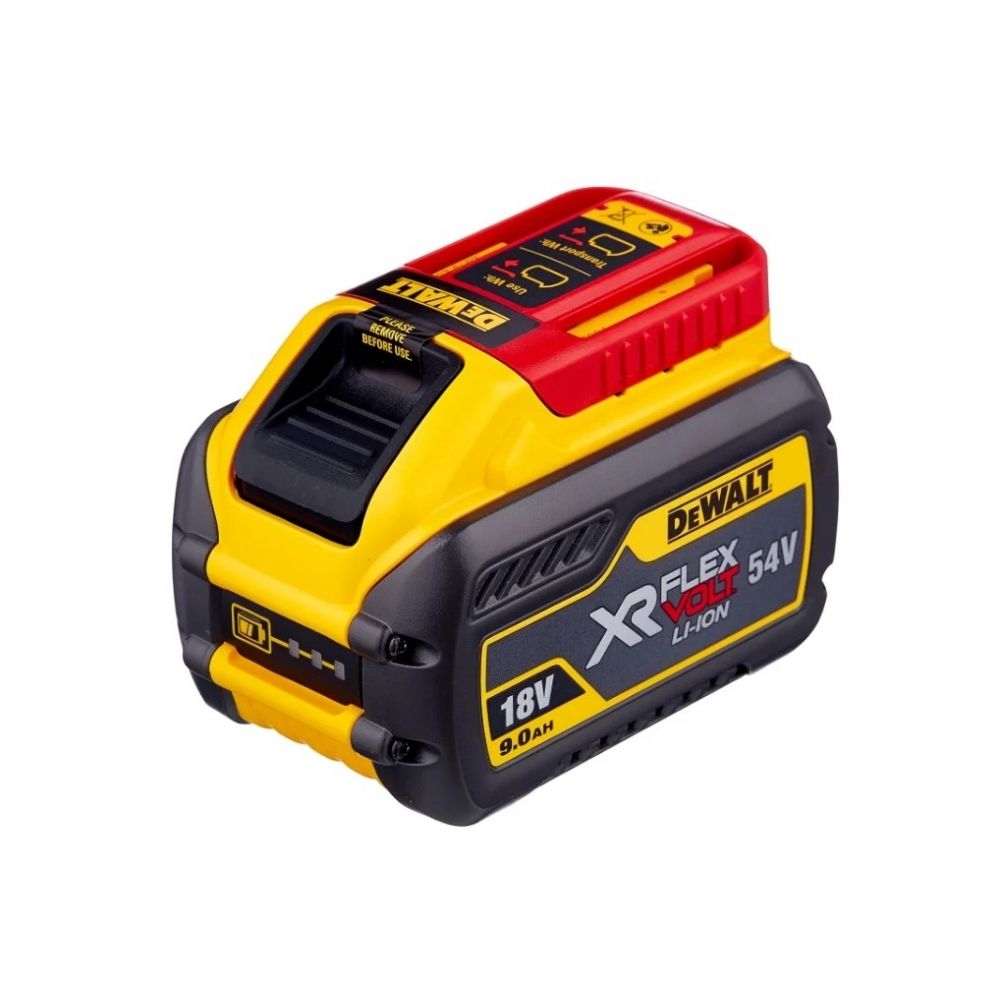 Transport Wh:
Use Wh:
DEWALT
PLEASE
REMOVE
BEFORE USE.
DEWALT
XR FLEX VOLT 54V
LI-ION
18V
9.0AH